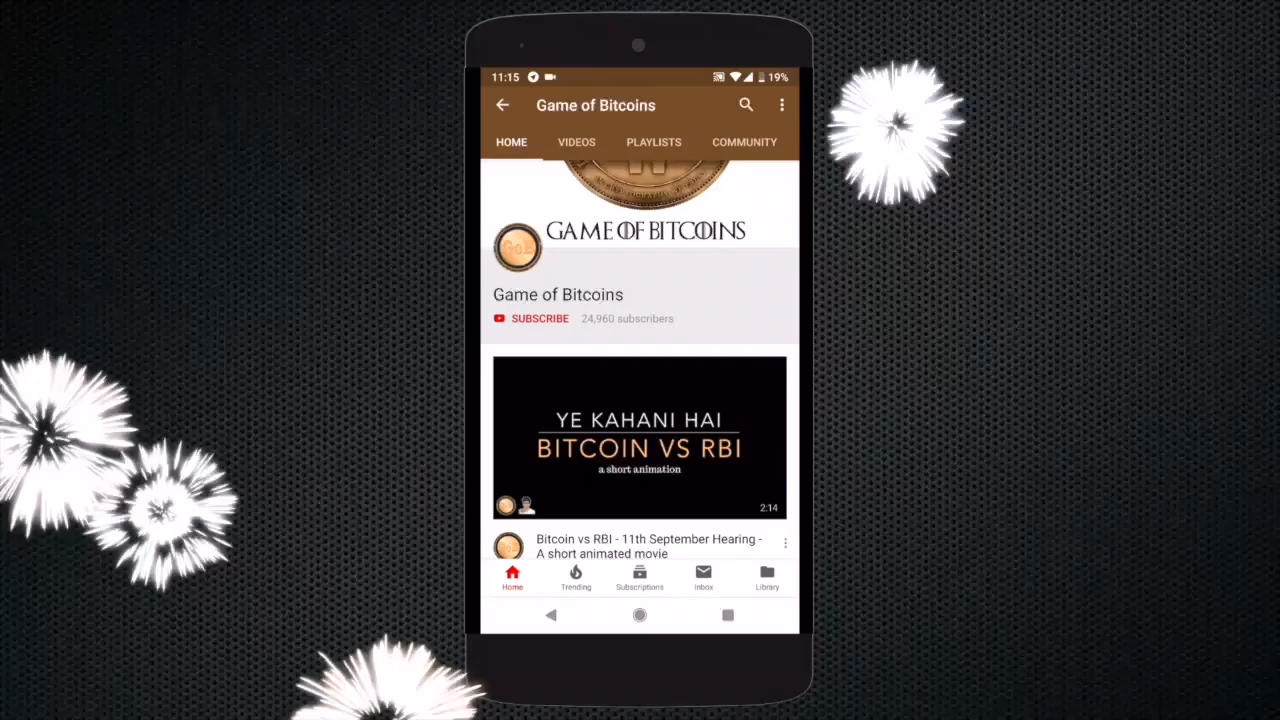 11:15
19%
Game of Bitcoins
HOME VIDEOS PLAYLISTS COMMUNITY
GAME OF BITCOINS
GoB
Game of Bitcoins
SUBSCRIBE 24,960 subscribers
YE KAHANI HAI
BITCOIN VS RBI
a short animation
2:14
Bitcoin vs RBI - 11th September Hearing -
A short animated movie
Home Trending Subscriptions Inbox Library